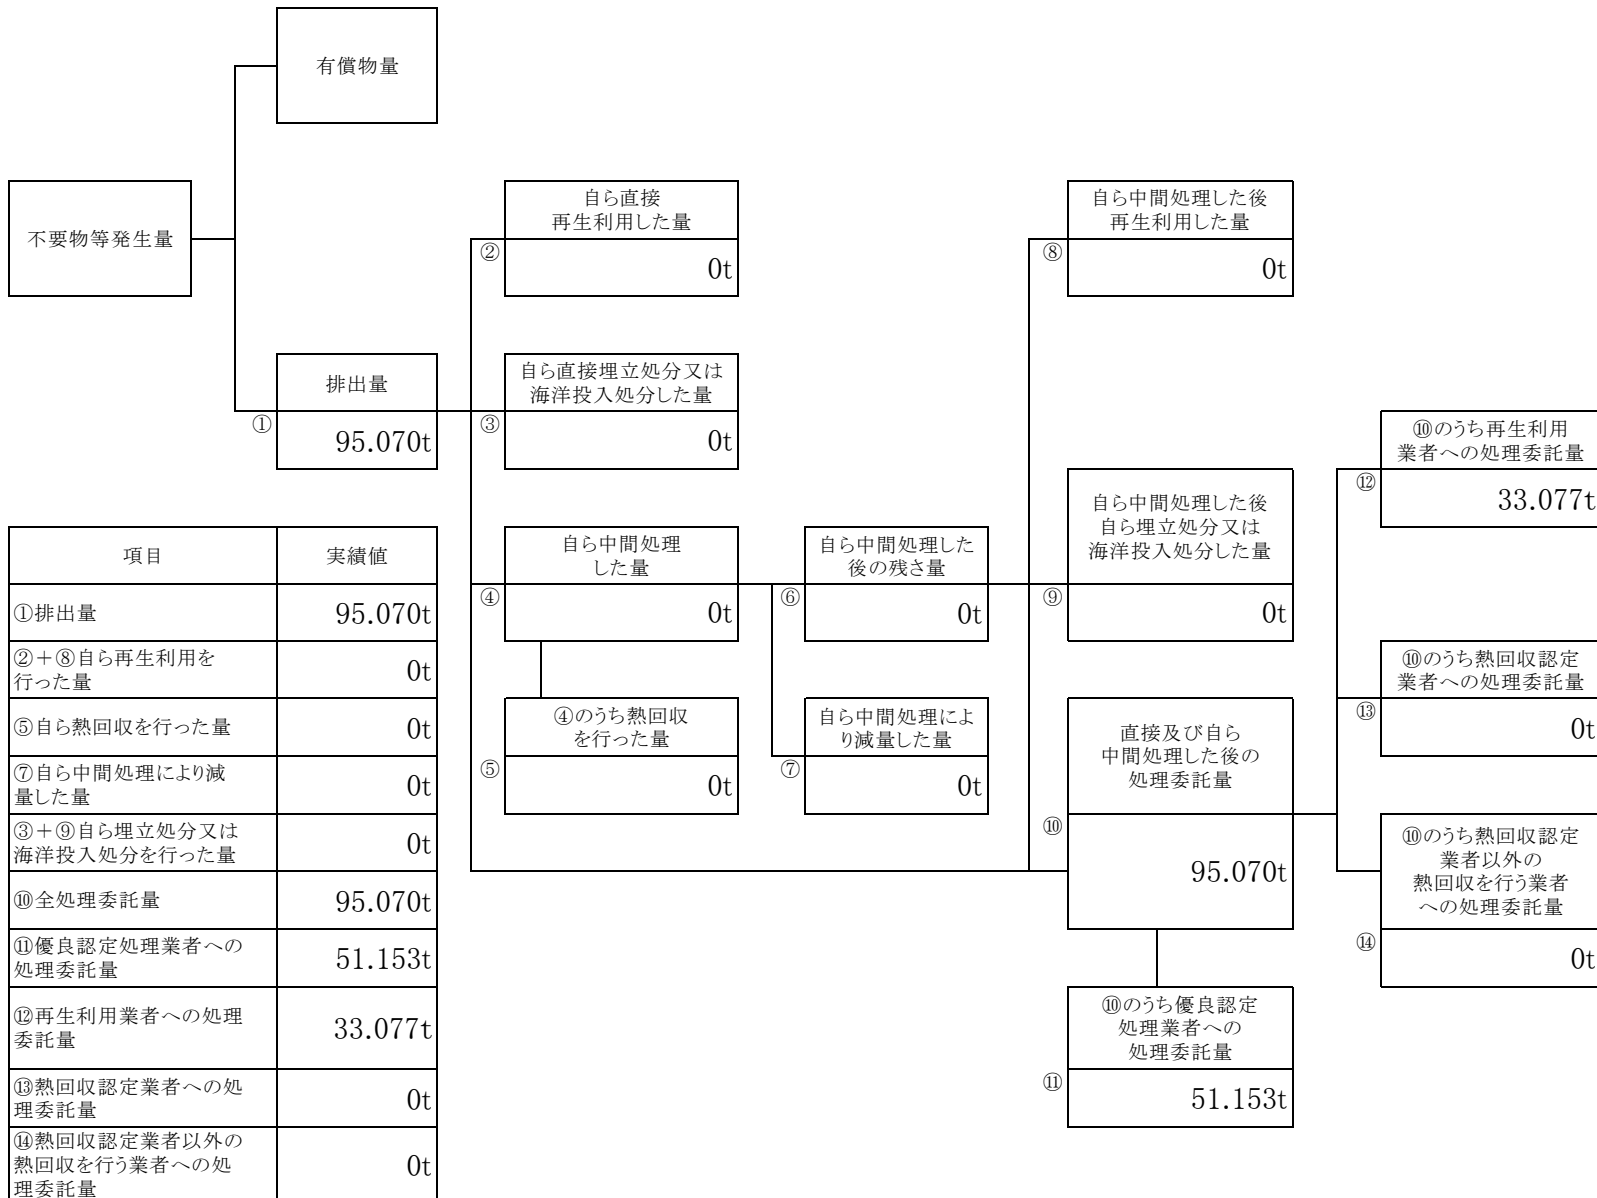 有償物量
不要物等発生量
自ら直接
再生利用した量
②
0t
自ら中間処理した後
再生利用した量
⑧
0t
排出量
①
95.070t
自ら直接埋立処分又は
海洋投入処分した量
③
0t
⑩のうち再生利用
業者への処理委託量
⑫
33.077t
自ら中間処理
した量
④
0t
自ら中間処理した
後の残さ量
⑥
0t
自ら中間処理した後
自ら埋立処分又は
海洋投入処分した量
⑨
0t
⑩のうち熱回収認定
業者への処理委託量
⑬
0t
④のうち熱回収
を行った量
⑤
0t
自ら中間処理によ
り減量した量
⑦
0t
直接及び自ら
中間処理した後の
処理委託量
⑩
95.070t
⑩のうち熱回収認定
業者以外の
熱回収を行う業者
への処理委託量
⑭
0t
⑩のうち優良認定
処理業者への
処理委託量
⑪
51.153t
項目 実績値
①排出量 95.070t
②＋⑧自ら再生利用を
行った量
0t
⑤自ら熱回収を行った量 0t
⑦自ら中間処理により減
量した量
0t
③＋⑨自ら埋立処分又は
海洋投入処分を行った量
0t
⑩全処理委託量 95.070t
⑪優良認定処理業者への
処理委託量
51.153t
⑫再生利用業者への処理
委託量
33.077t
⑬熱回収認定業者への処
理委託量
0t
⑭熱回収認定業者以外の
熱回収を行う業者への処
理委託量
0t